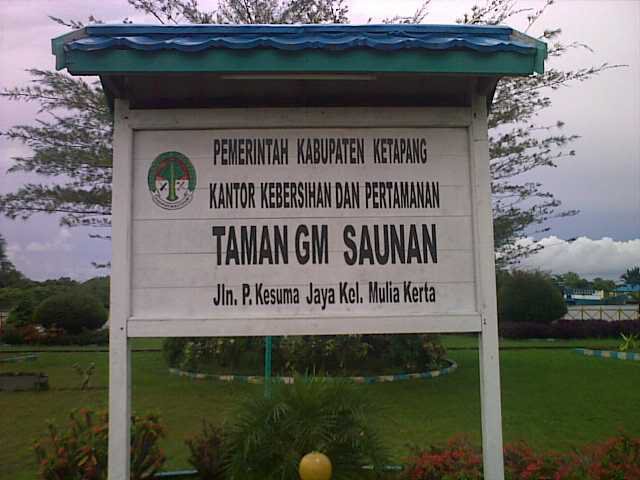 PEMERINTAH KABUPATEN KETAPANG
KANTOR KEBERSIHAN DAN PERTAMANAN
TAMAN GM SAUNAN
Jln. P. Kesuma Jaya Kel. Mulia Kerta